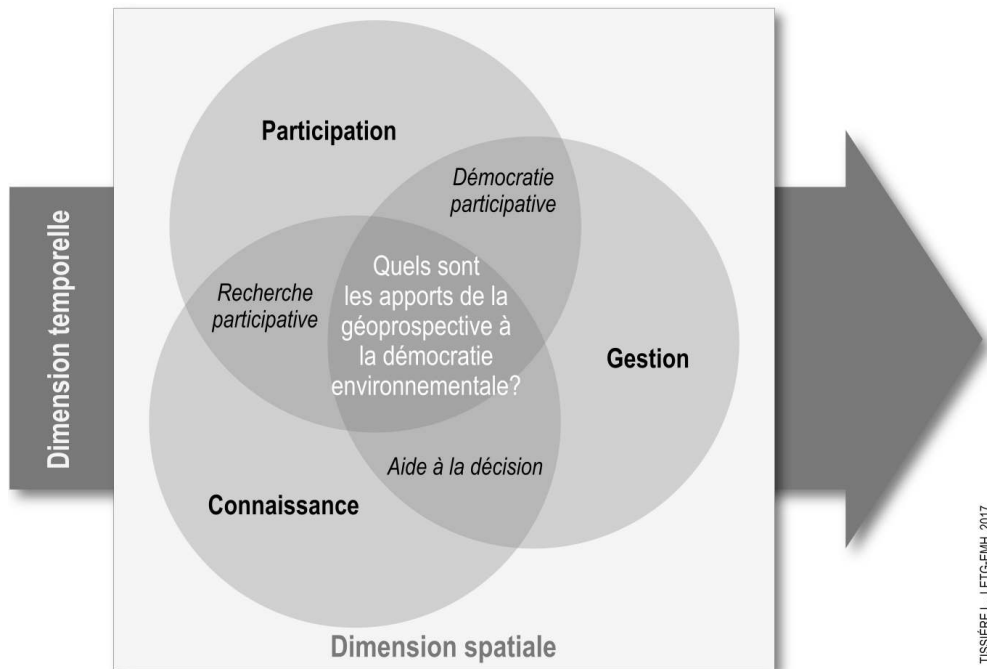 Participation
Démocratie
participative
Dimension temporelle
Recherche
participative
Quels sont
les apports de la
géoprospective à
la démocratie
environnementale?
Gestion
Aide à la décision
Connaissance
Dimension spatiale
TISSIÈRE L., LETG-EMH, 2017